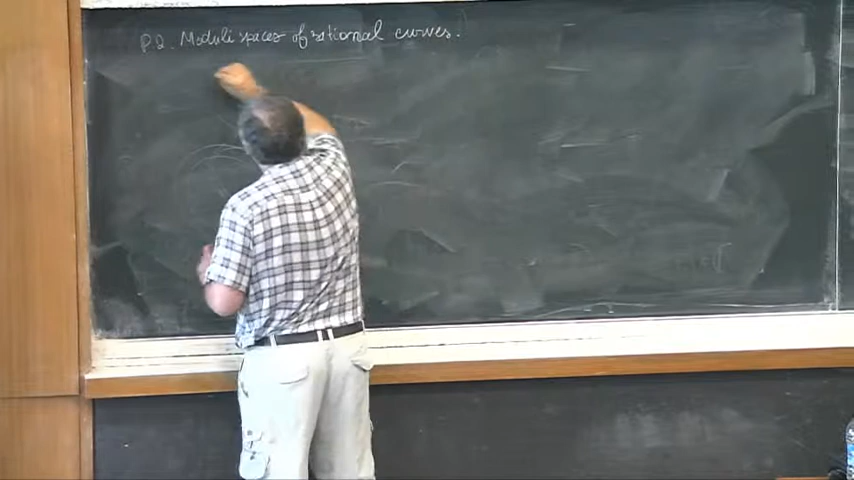 P2. Moduli spaces of rational curves.